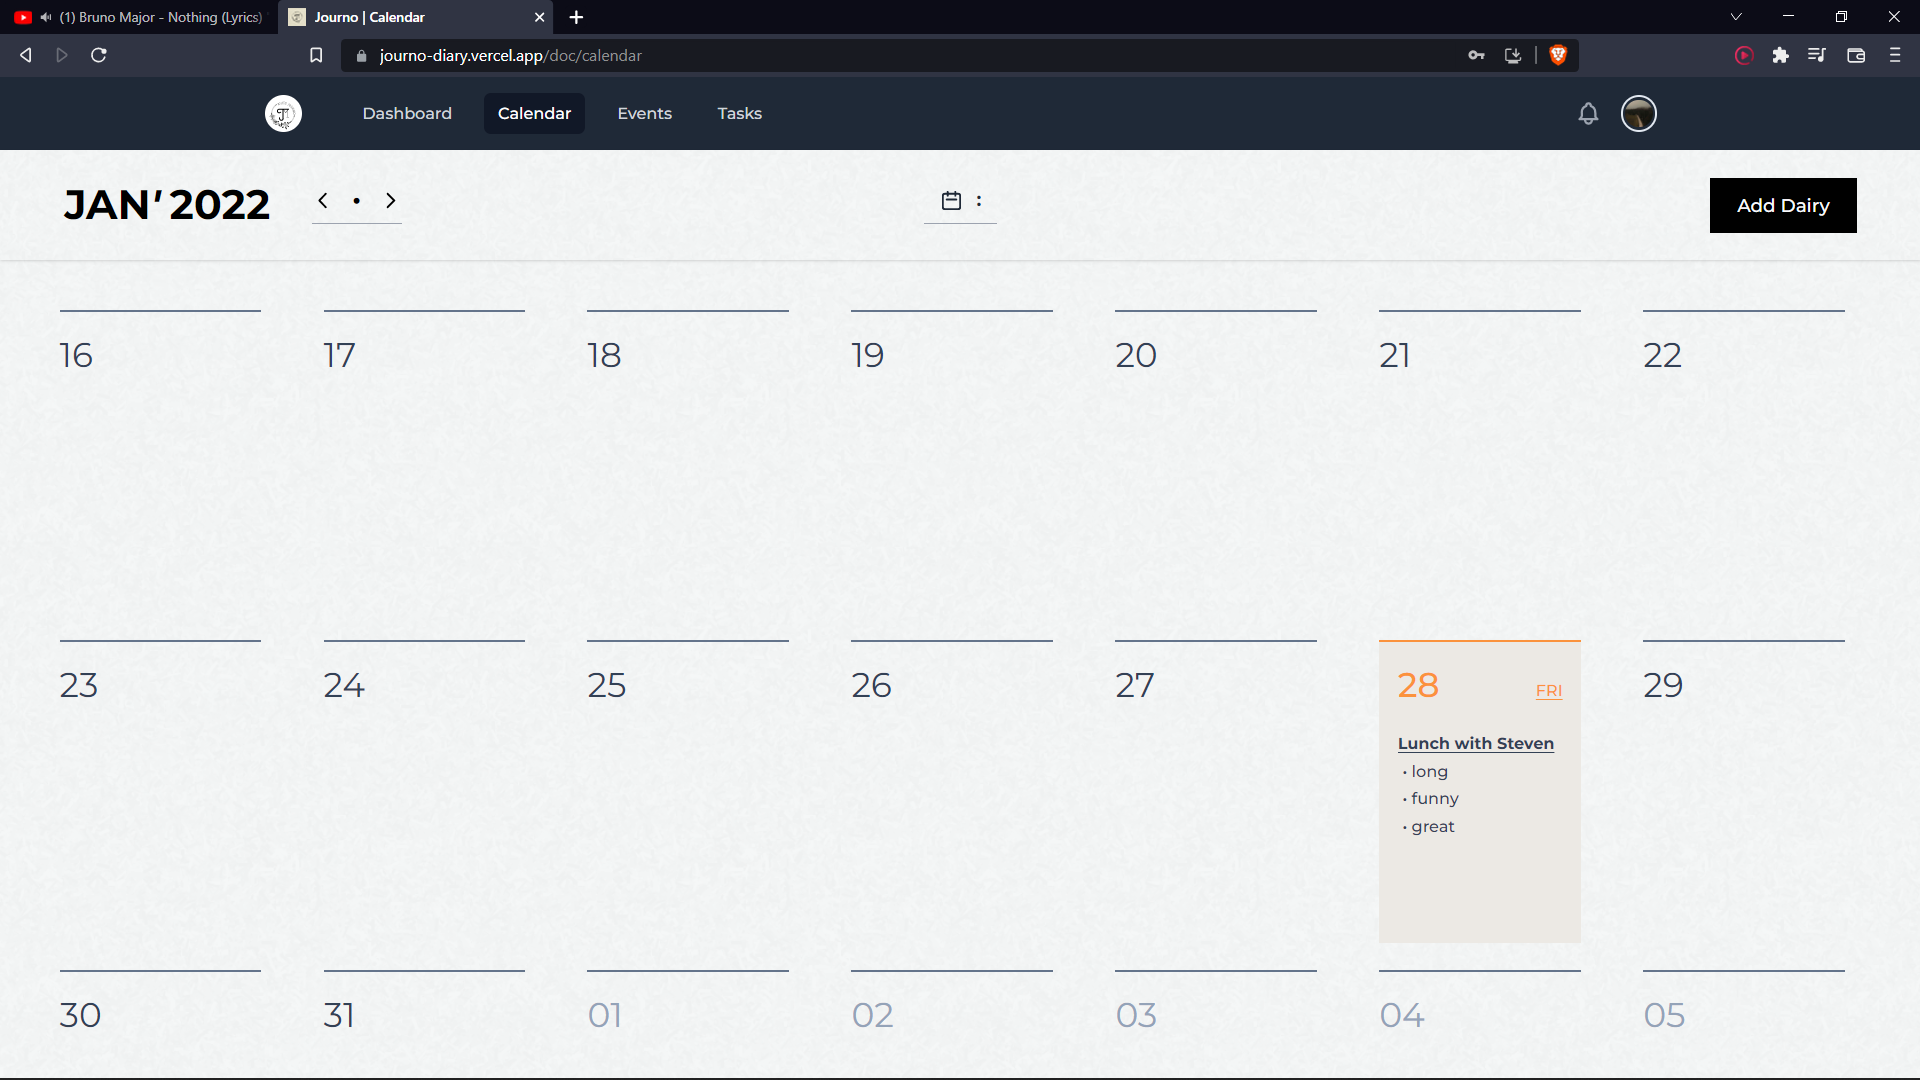 (1) Bruno Major - Nothing (Lyrics)
Journo | Calendar
journo-diary.vercel.app/doc/calendar
Dashboard
Calendar
Events
Tasks
JAN' 2022
:
Add Dairy
16
17
18
19
20
21
22
23
24
25
26
27
28 FRI
Lunch with Steven
• long
• funny
• great
29
30
31
01
02
03
04
05